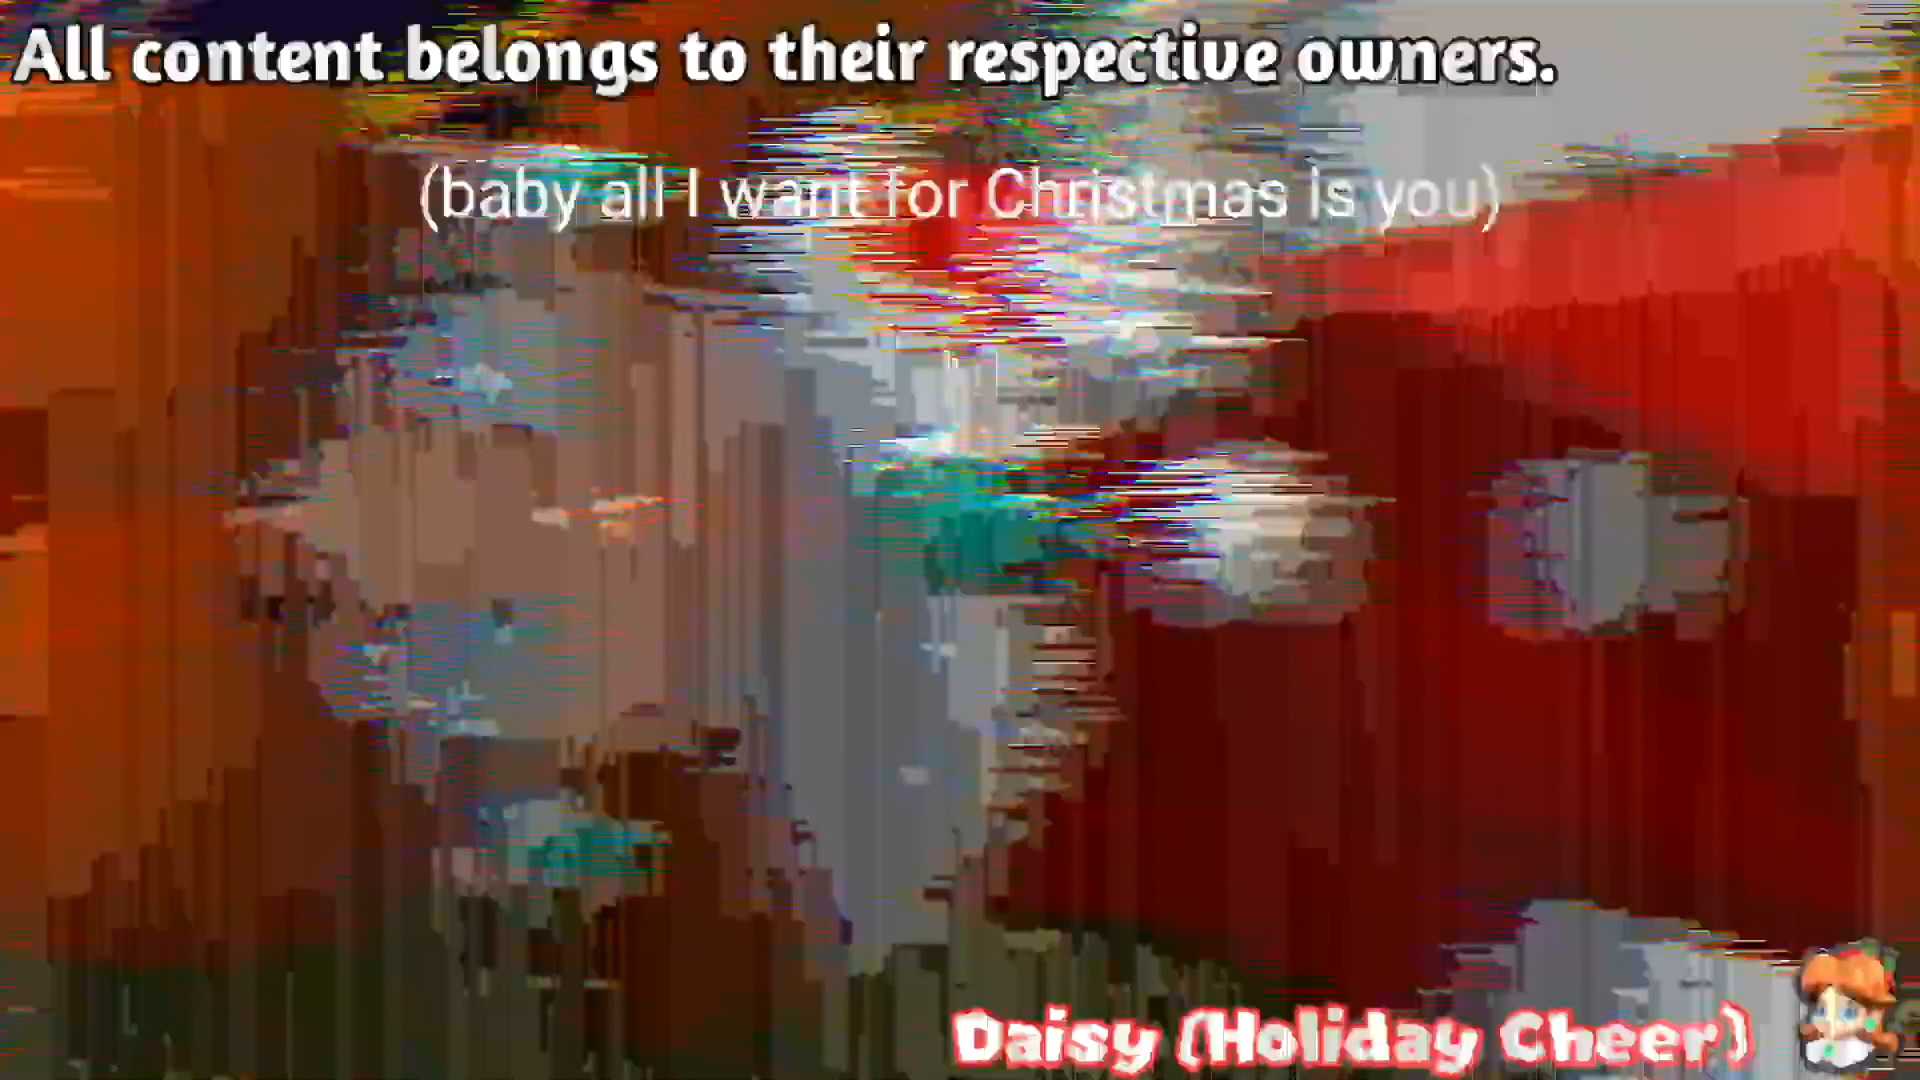 All content belongs to their respective owners.
(baby all I want for Christmas is you)
Daisy (Holiday Cheer)